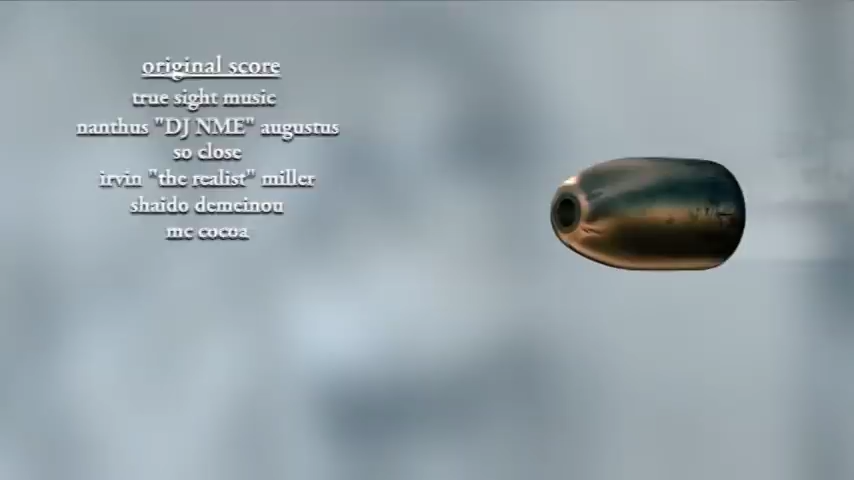 original score
true sight music
nanthus "DJ NME" augustus
so close
irvin "the realist" miller
shaido demeinou
mc cocoa